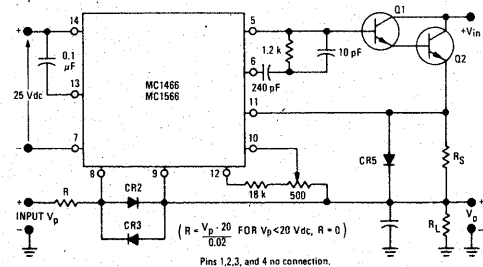 14
5
Q1
+Vin
Q2
+
0.1
μF
1.2 k
10 pF
6
240 pF
13
MC1466
MC1566
11
25 Vdc
7
10
CR5
RS
8
9
12
18 k
500
+
R
CR2
+
INPUT Vp
CR3
Vo
RL
(R = Vp - 20 / 0.02 FOR Vp < 20 Vdc, R = 0)
Pins 1,2,3, and 4 no connection.